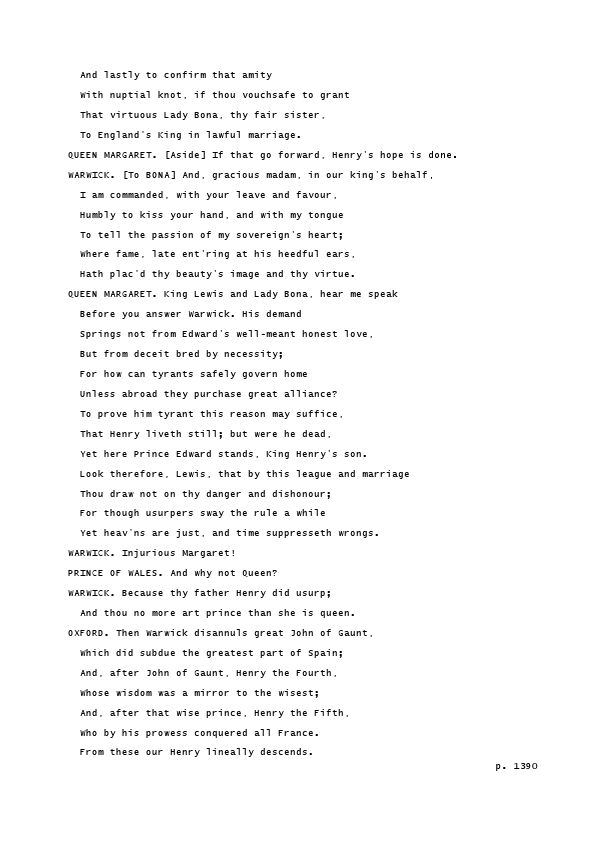 And lastly to confirm that amity
With nuptial knot, if thou vouchsafe to grant
That virtuous Lady Bona, thy fair sister,
To England's King in lawful marriage.
QUEEN MARGARET. [Aside] If that go forward, Henry's hope is done.
WARWICK. [To BONA] And, gracious madam, in our king's behalf,
I am commanded, with your leave and favour,
Humbly to kiss your hand, and with my tongue
To tell the passion of my sovereign's heart;
Where fame, late ent'ring at his heedful ears,
Hath plac'd thy beauty's image and thy virtue.
QUEEN MARGARET. King Lewis and Lady Bona, hear me speak
Before you answer Warwick. His demand
Springs not from Edward's well-meant honest love,
But from deceit bred by necessity;
For how can tyrants safely govern home
Unless abroad they purchase great alliance?
To prove him tyrant this reason may suffice,
That Henry liveth still; but were he dead,
Yet here Prince Edward stands, King Henry's son.
Look therefore, Lewis, that by this league and marriage
Thou draw not on thy danger and dishonour;
For though usurpers sway the rule a while
Yet heav'ns are just, and time suppresseth wrongs.
WARWICK. Injurious Margaret!
PRINCE OF WALES. And why not Queen?
WARWICK. Because thy father Henry did usurp;
And thou no more art prince than she is queen.
OXFORD. Then Warwick disannuls great John of Gaunt,
Which did subdue the greatest part of Spain;
And, after John of Gaunt, Henry the Fourth,
Whose wisdom was a mirror to the wisest;
And, after that wise prince, Henry the Fifth,
Who by his prowess conquered all France.
From these our Henry lineally descends.
p. 1390